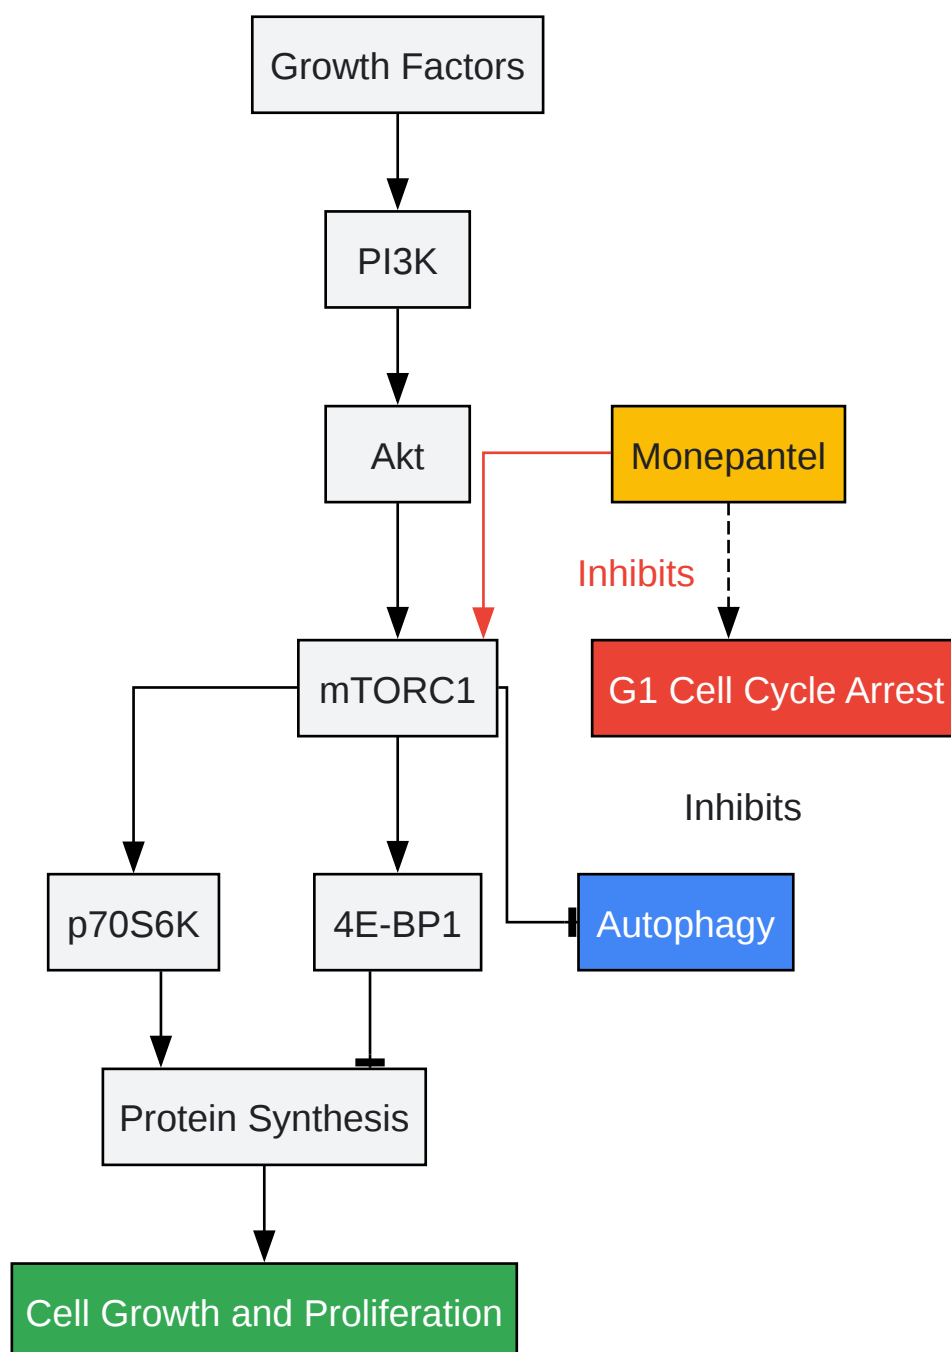 Growth Factors
PI3K
Akt
Monepantel
Inhibits
mTORC1
G1 Cell Cycle Arrest
Inhibits
p70S6K
4E-BP1
Autophagy
Protein Synthesis
Cell Growth and Proliferation